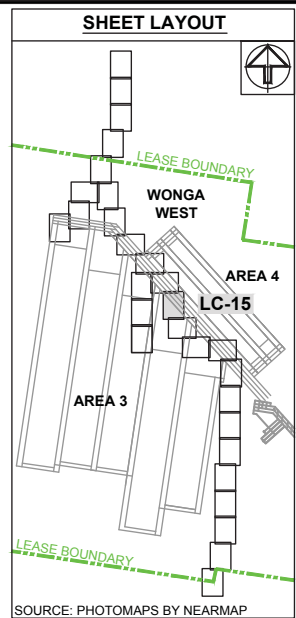 SHEET LAYOUT
LEASE BOUNDARY
WONGA
WEST
AREA 4
LC-15
AREA 3
LEASE BOUNDARY
SOURCE: PHOTOMAPS BY NEARMAP